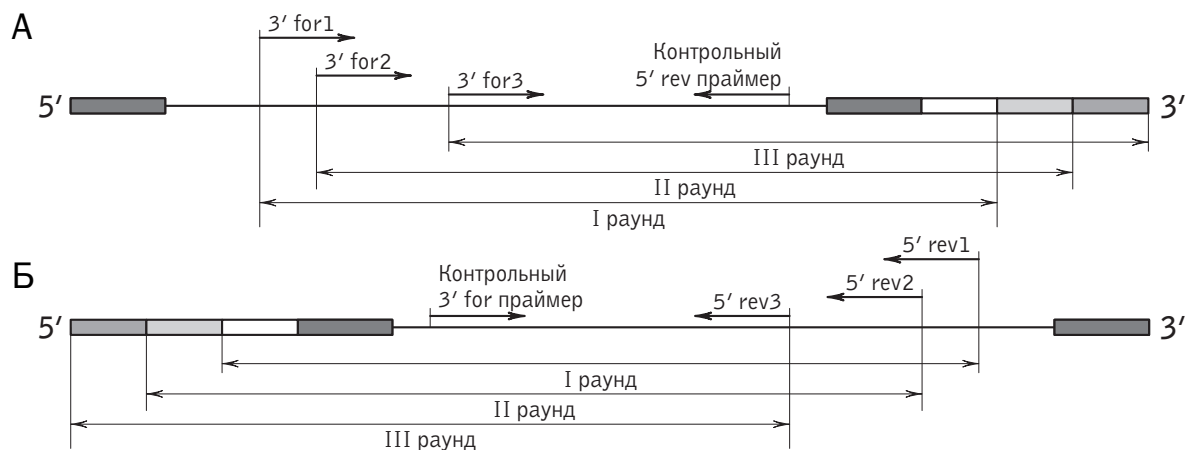 А
3′ for1
3′ for2
3′ for3
Контрольный
5′ rev праймер
5′
3′
III раунд
II раунд
I раунд
Б
5′ rev1
5′ rev2
Контрольный
3′ for праймер
5′ rev3
5′
3′
I раунд
II раунд
III раунд